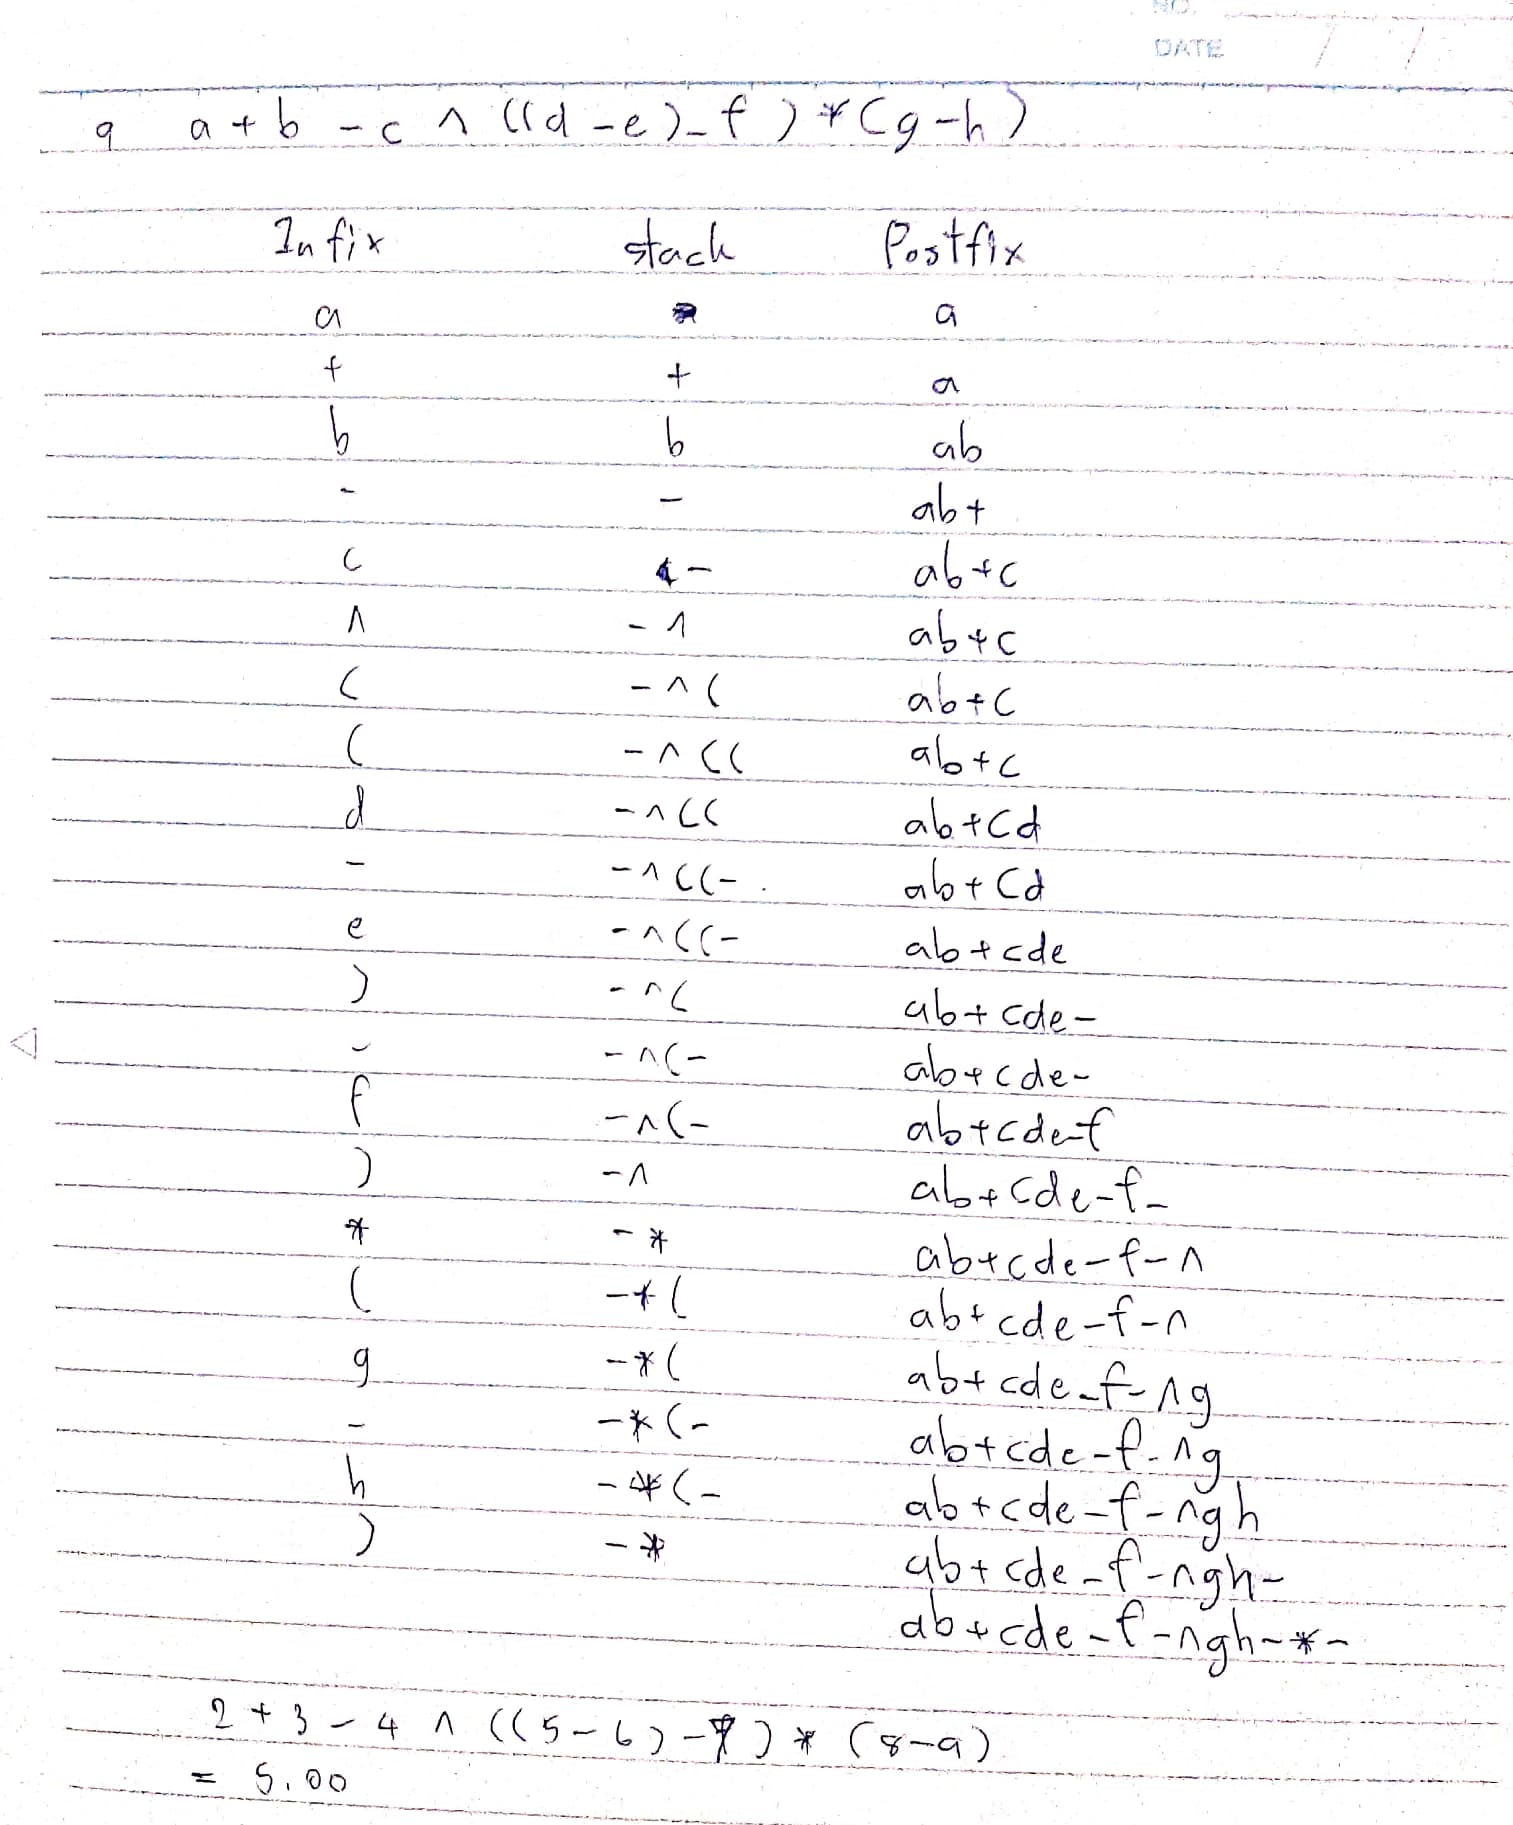 NO.
DATE / /
q a + b - c ^ ((d - e) - f ) * (g - h)
Infix stack Postfix
a a
+ + a
b b ab
- - ab+
c - ab+c
^ - ^ ab+c
( - ^ ( ab+c
( - ^ (( ab+c
d - ^ (( ab+cd
- - ^ ((- ab+cd
e - ^ ((- ab+cde
) - ^ ( ab+cde-
- - ^ (- ab+cde-
f - ^ (- ab+cde-f
) - ^ ab+cde-f-
* - * ab+cde-f-^
( - * ( ab+cde-f-^
g - * ( ab+cde-f-^g
- - * (- ab+cde-f-^g
h - * (- ab+cde-f-^gh
) - * ab+cde-f-^gh-
ab+cde-f-^gh-*-
2 + 3 - 4 ^ ((5 - 6) - 7) * (8 - 9)
= 5.00